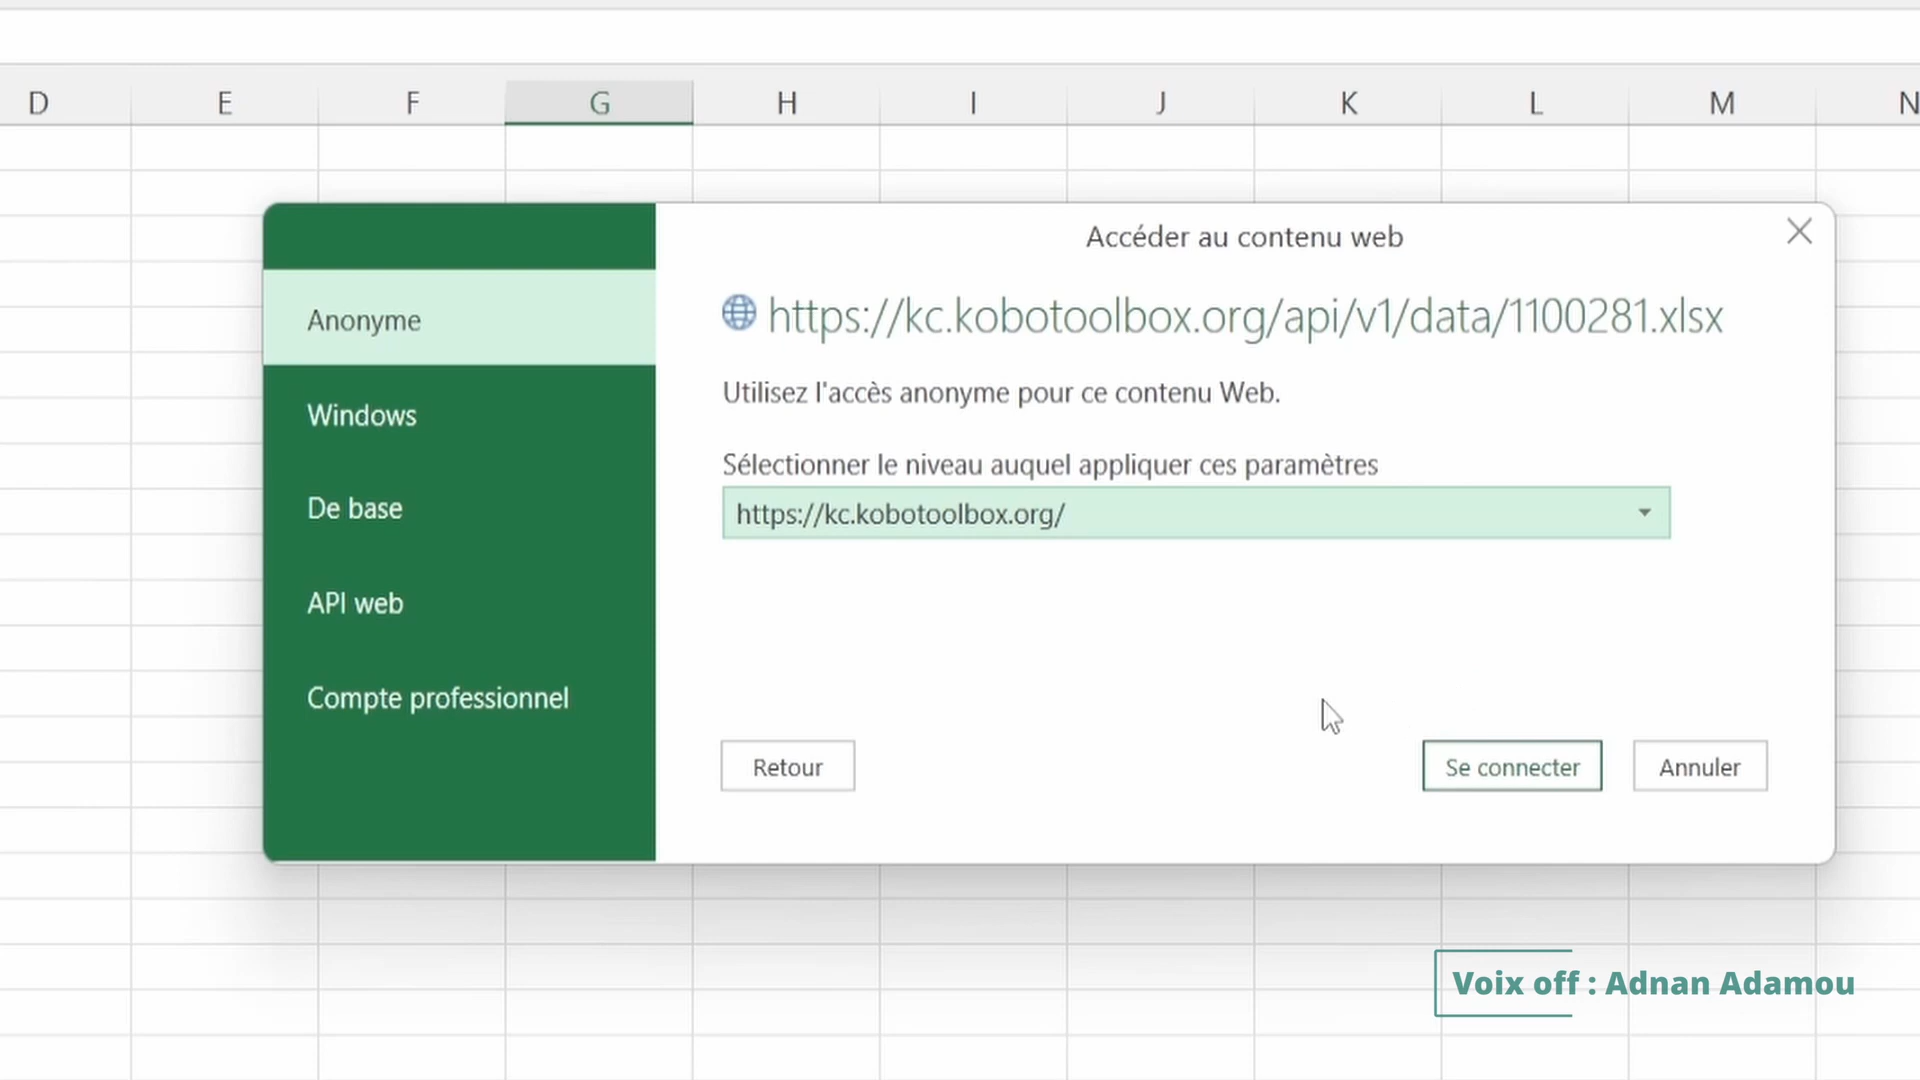 D E F G H I J K L M N
Accéder au contenu web
Anonyme
Windows
De base
API web
Compte professionnel
https://kc.kobotoolbox.org/api/v1/data/1100281.xlsx
Utilisez l'accès anonyme pour ce contenu Web.
Sélectionner le niveau auquel appliquer ces paramètres
https://kc.kobotoolbox.org/
Retour
Se connecter
Annuler
Voix off : Adnan Adamou